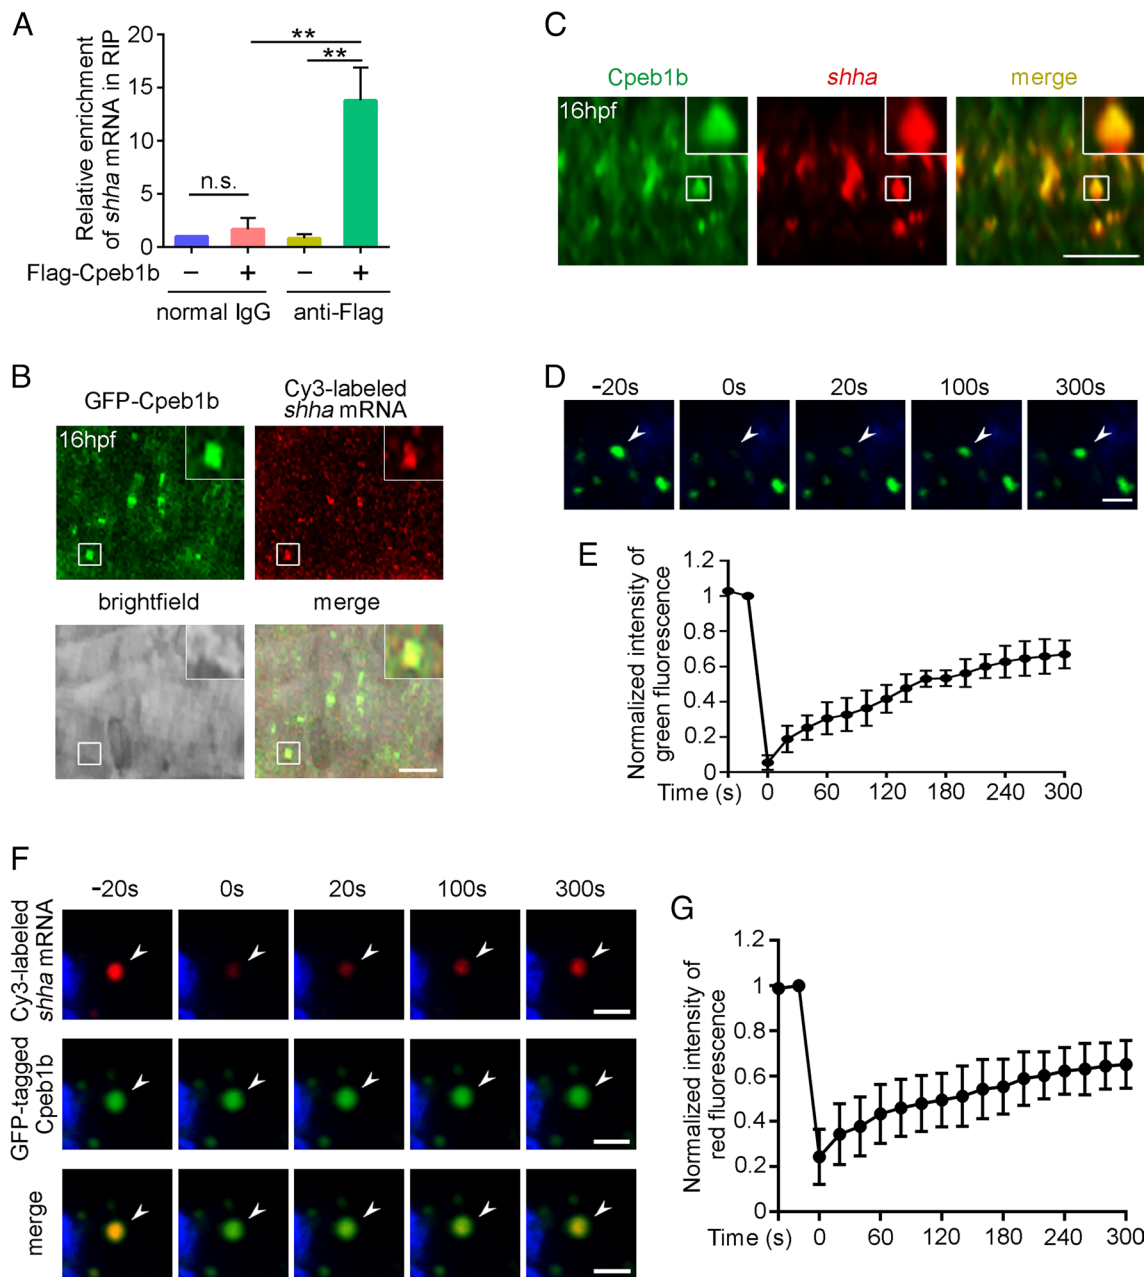 A
Relative enrichment
of shha mRNA in RIP
20
15
10
5
0
**
**
n.s.
Flag-Cpeb1b
− + − +
normal IgG anti-Flag
B
GFP-Cpeb1b
Cy3-labeled
shha mRNA
16hpf
brightfield merge
C
Cpeb1b shha merge
16hpf
D
-20s 0s 20s 100s 300s
E
Normalized intensity of
green fluorescence
1.2
1
0.8
0.6
0.4
0.2
0
Time (s) 0 60 120 180 240 300
F
-20s 0s 20s 100s 300s
Cy3-labeled
shha mRNA
GFP-tagged
Cpeb1b
merge
G
Normalized intensity of
red fluorescence
1.2
1
0.8
0.6
0.4
0.2
0
Time (s) 0 60 120 180 240 300